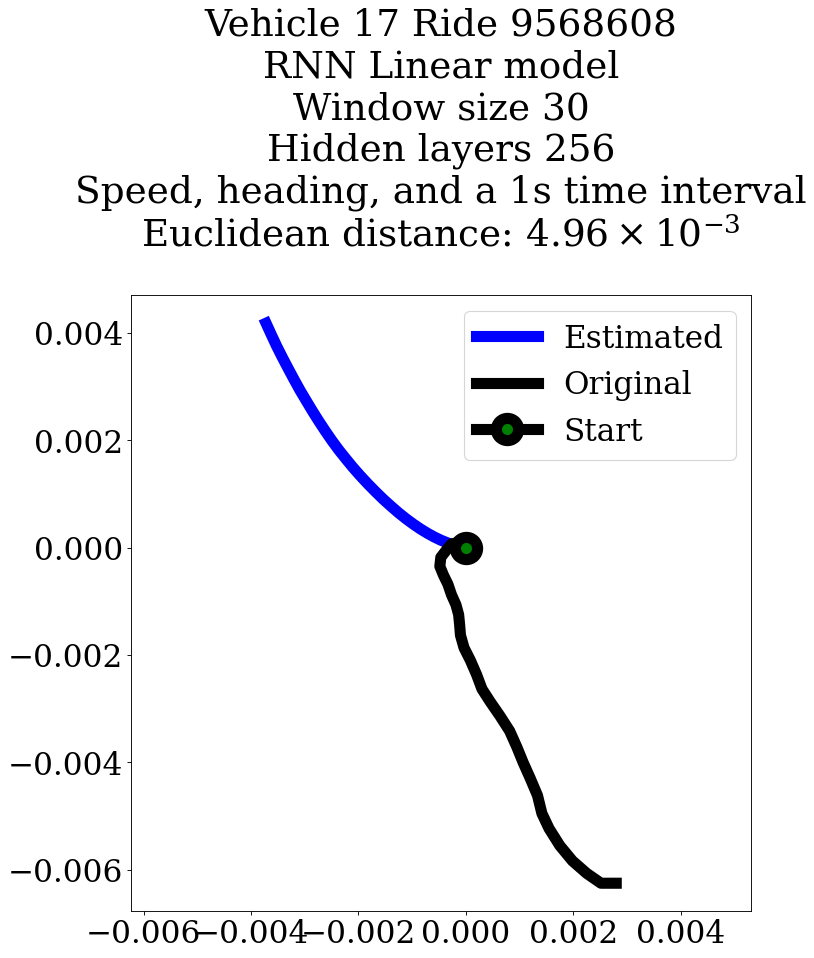 Vehicle 17 Ride 9568608
RNN Linear model
Window size 30
Hidden layers 256
Speed, heading, and a 1s time interval
Euclidean distance: 4.96 × 10⁻³
Estimated
Original
Start
0.004
0.002
0.000
−0.002
−0.004
−0.006
−0.006 −0.004 −0.002 0.000 0.002 0.004